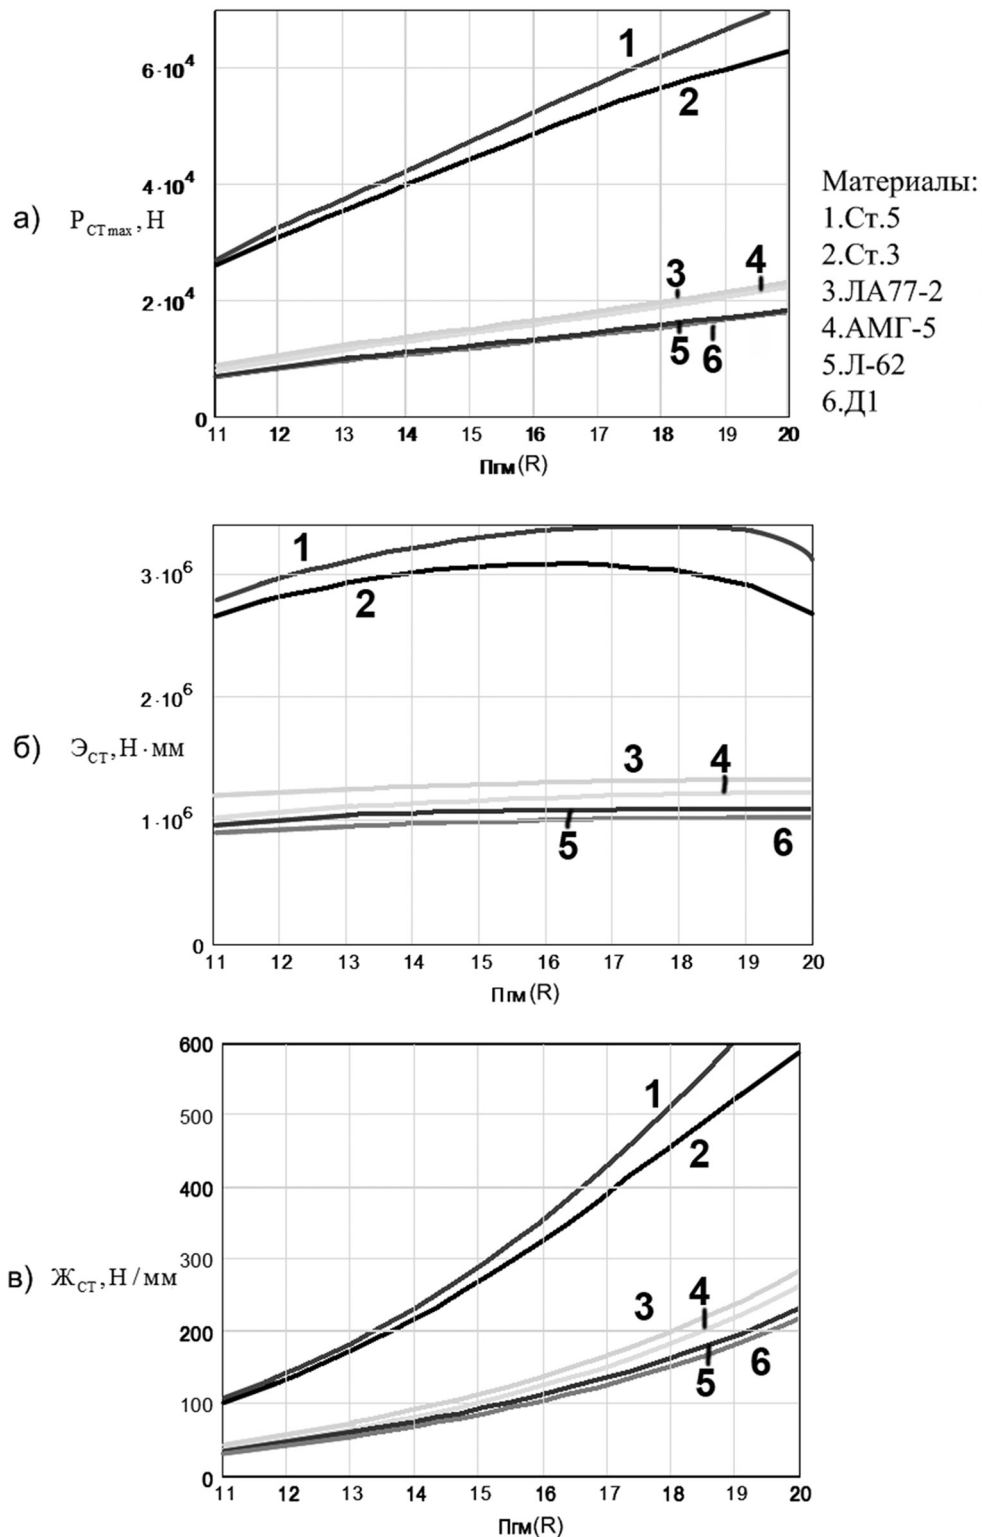 6·10⁴
4·10⁴
2·10⁴
0
а) P_CT max, Н
1
2
3
4
5
6
11 12 13 14 15 16 17 18 19 20
Пгм (R)
Материалы:
1.Ст.5
2.Ст.3
3.ЛА77-2
4.АМГ-5
5.Л-62
6.Д1
3·10⁶
2·10⁶
1·10⁶
0
б) Э_СТ, Н·мм
1
2
3
4
5
6
11 12 13 14 15 16 17 18 19 20
Пгм (R)
600
500
400
300
200
100
0
в) Ж_СТ, Н/мм
1
2
3
4
5
6
11 12 13 14 15 16 17 18 19 20
Пгм (R)